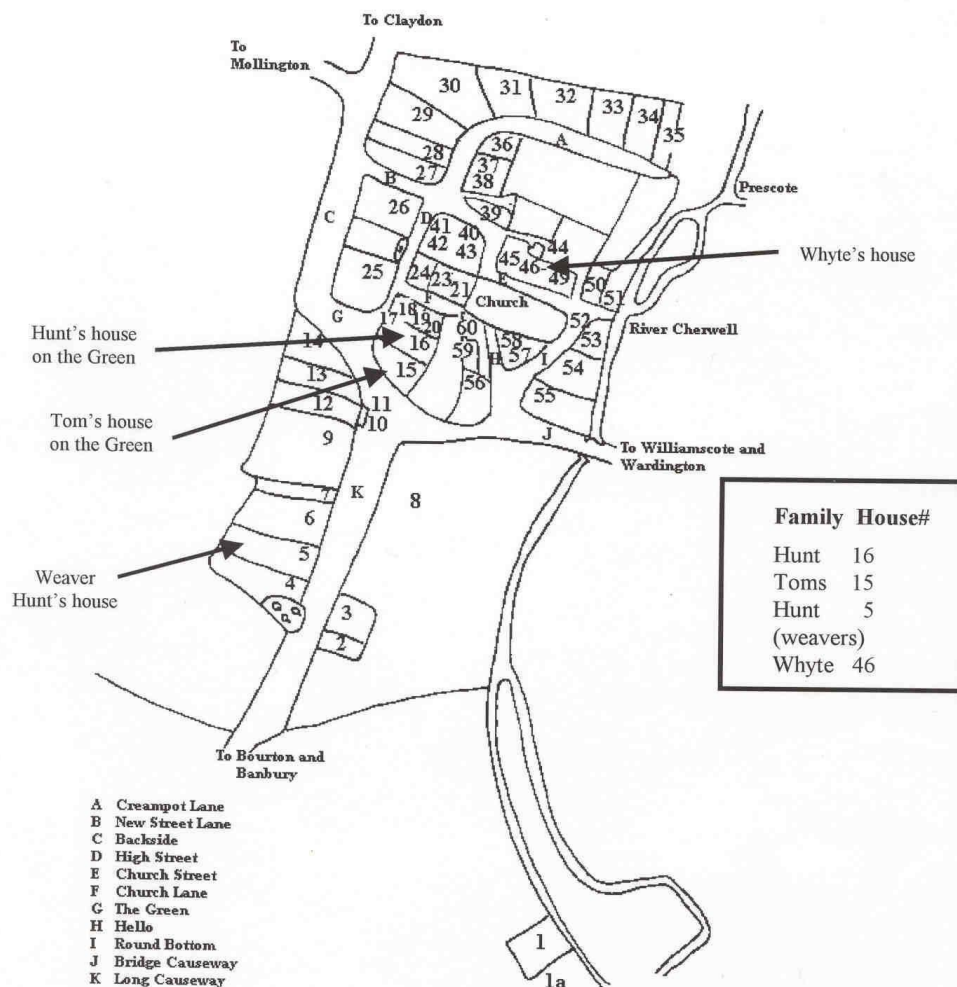 To Claydon
To
Mollington
30
31
32
33
34
35
29
28
27
36
37
38
A
B
Prescote
26
C
D
39
41
40
42
43
44
45
46-
49
Whyte's house
50
51
25
24
23
21
E
F
Church
G
17
18
19
20
60
52
River Cherwell
Hunt's house
on the Green
16
58
53
14
59
H
57
I
15
54
13
56
12
11
55
Tom's house
on the Green
10
9
J
To Williamscote and
Wardington
K
8
7
6
5
Weaver
Hunt's house
4
3
2
Family House#
Hunt 16
Toms 15
Hunt 5
(weavers)
Whyte 46
To Bourton and
Banbury
A Creampot Lane
B New Street Lane
C Backside
D High Street
E Church Street
F Church Lane
G The Green
H Hello
I Round Bottom
J Bridge Causeway
K Long Causeway
1
1a